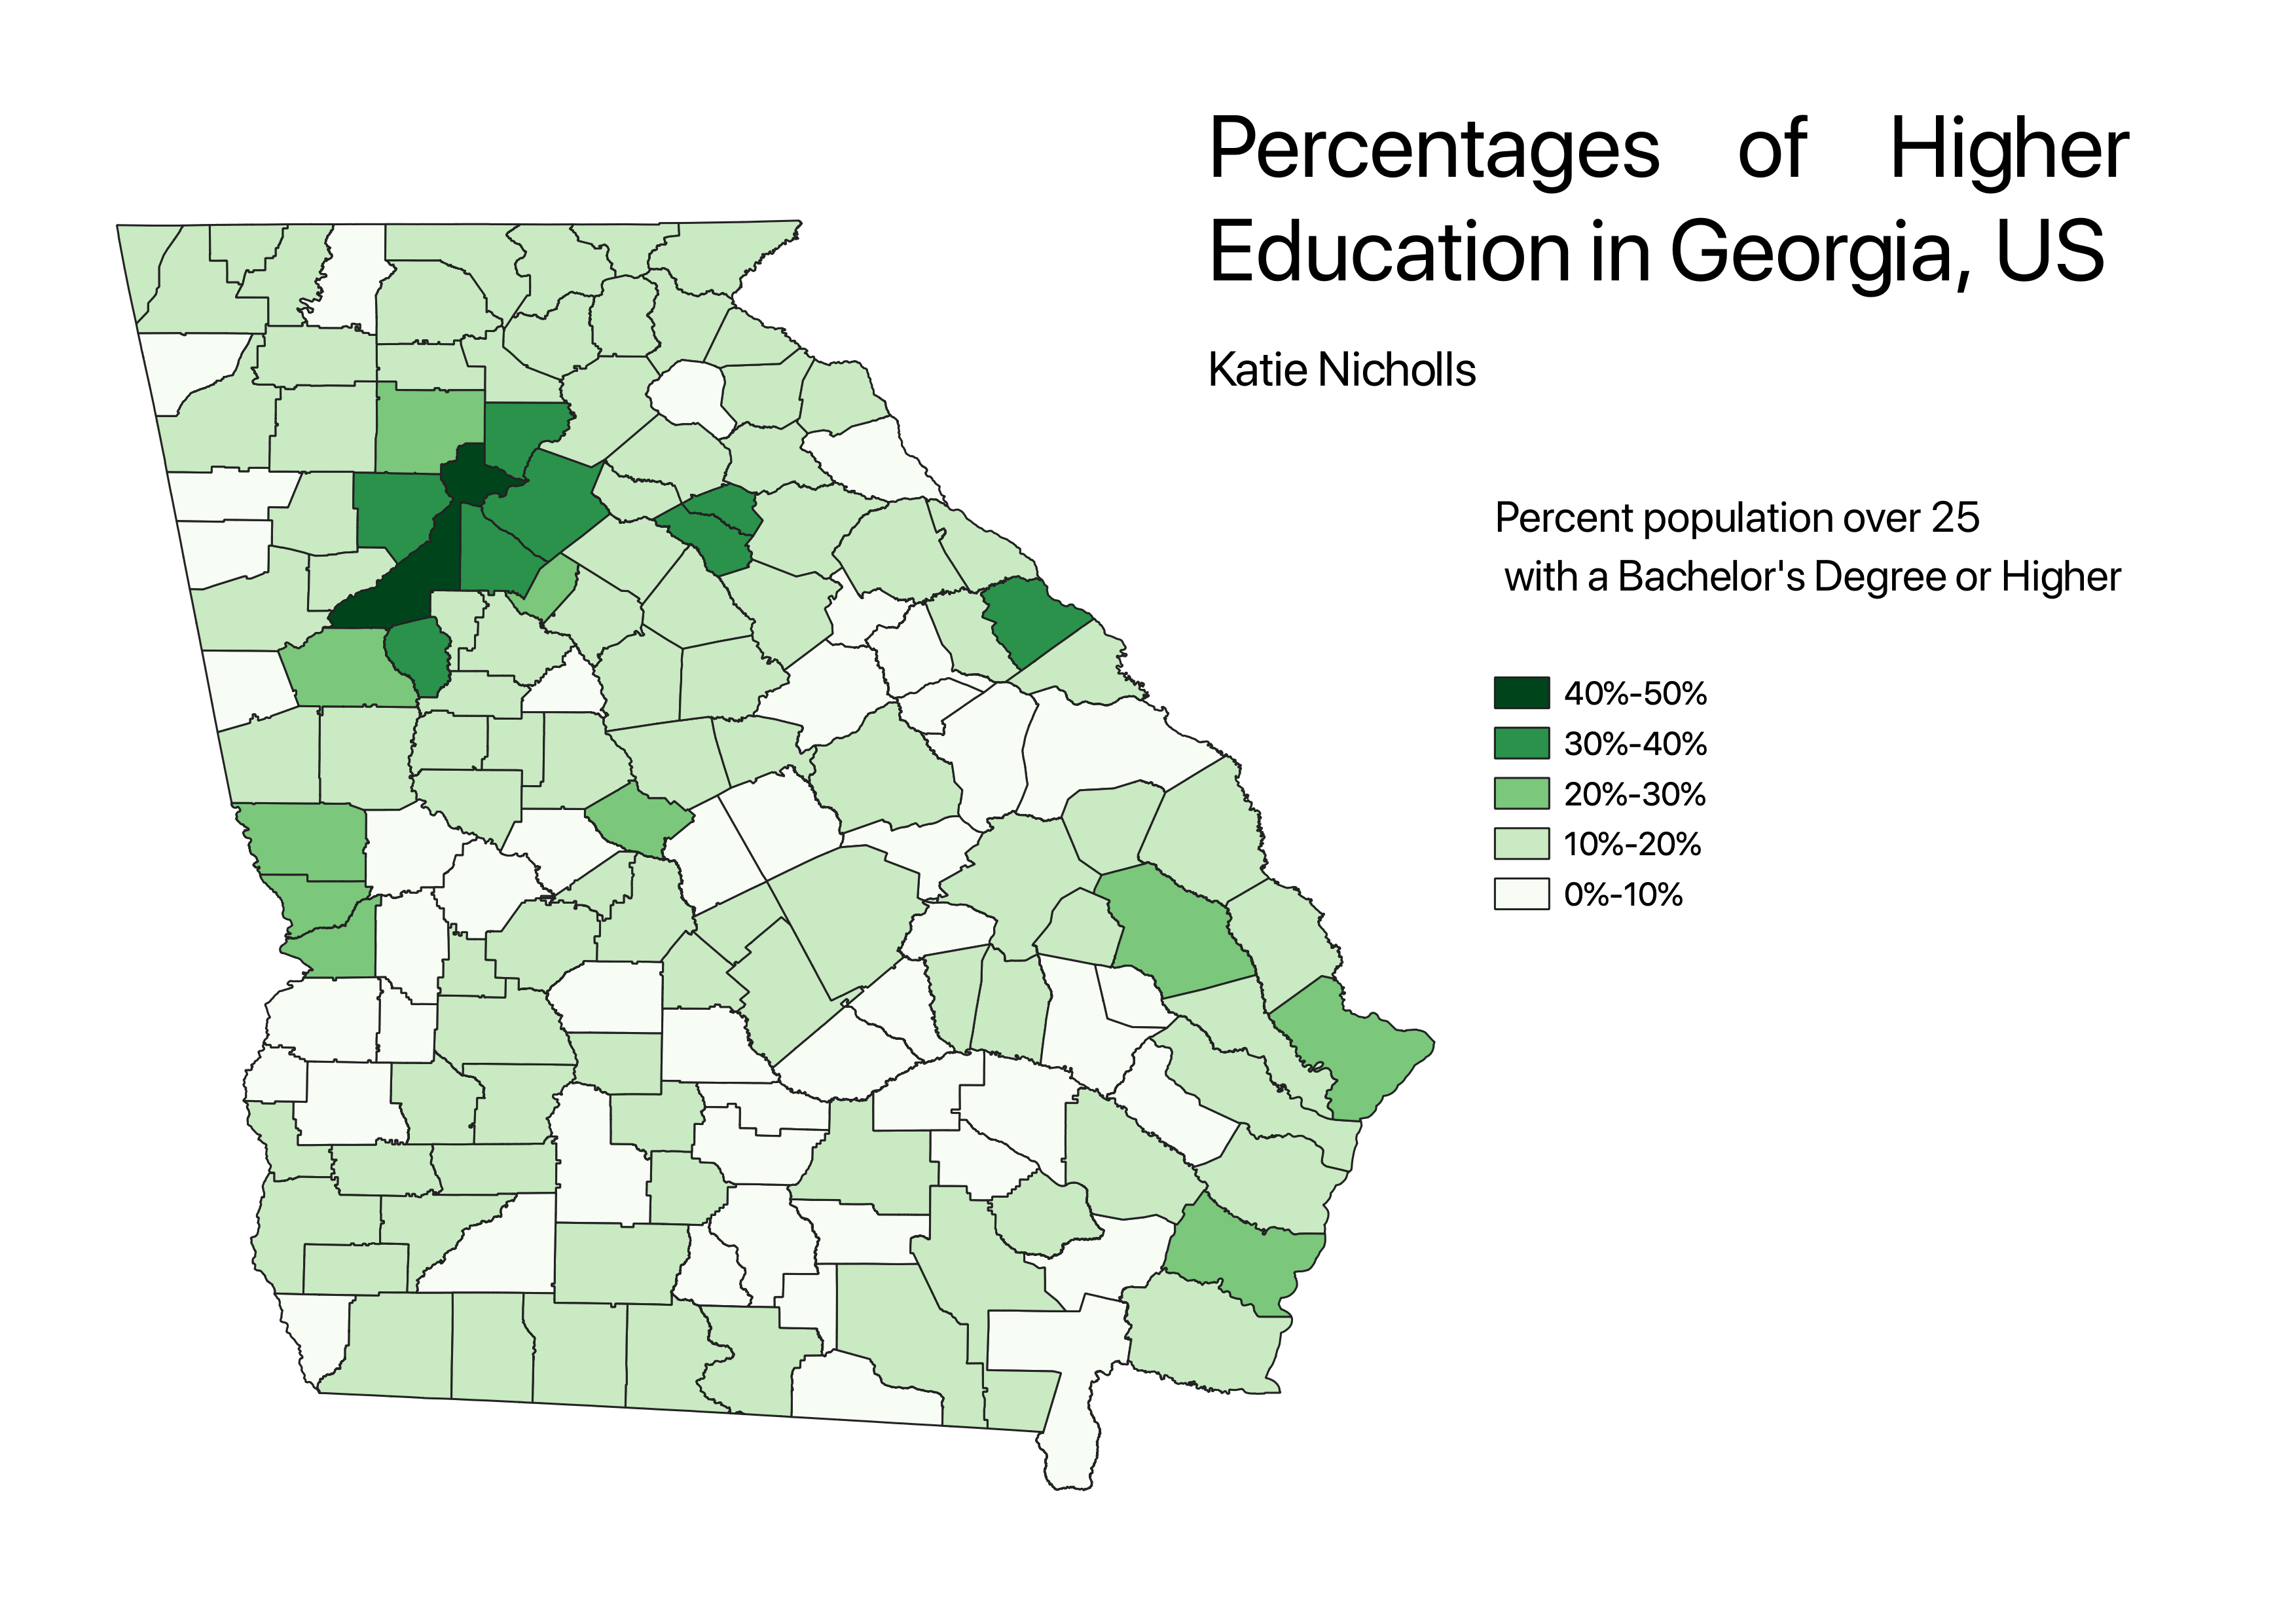 Percentages of Higher
Education in Georgia, US
Katie Nicholls
Percent population over 25
with a Bachelor's Degree or Higher
40%-50%
30%-40%
20%-30%
10%-20%
0%-10%